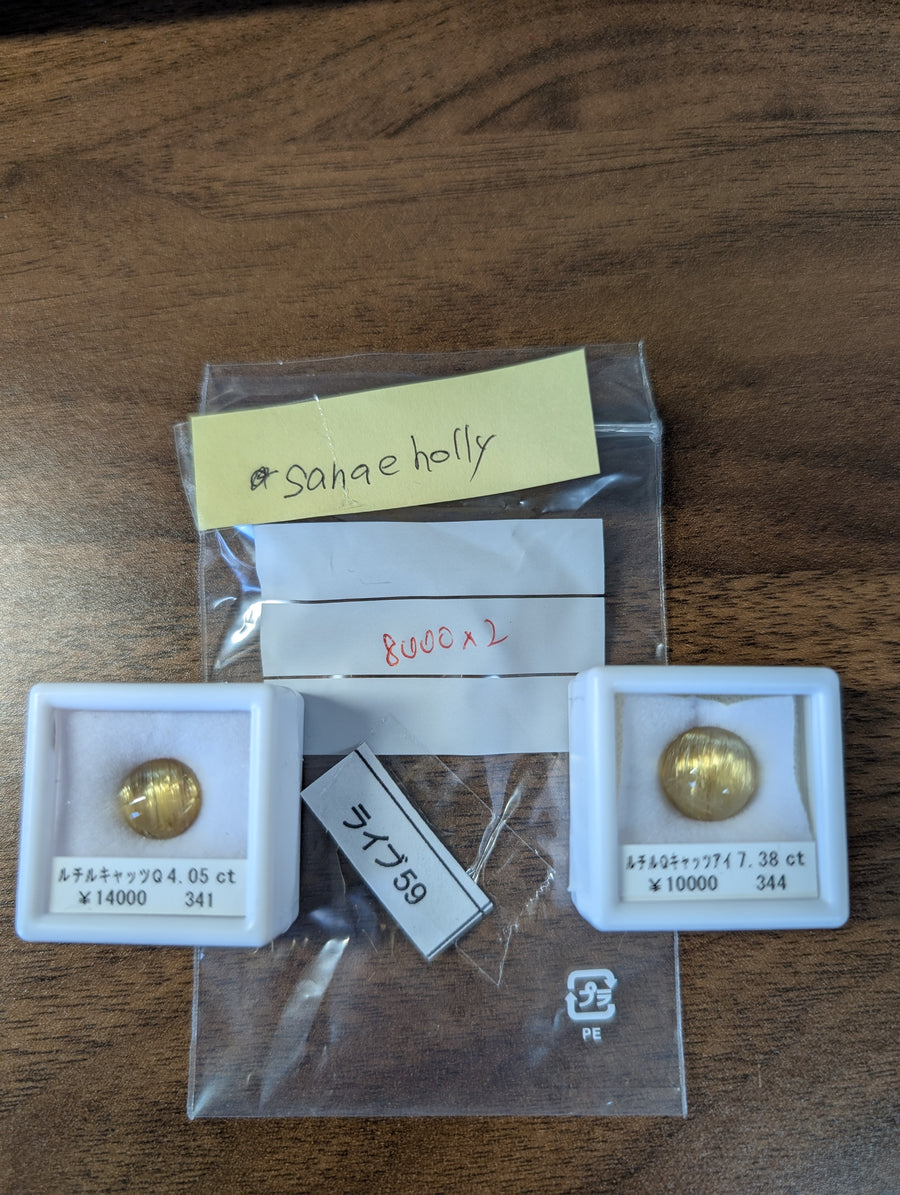 sanaeholly
8000×2
ルチルキャッツQ 4.05 ct
¥14000 341
ライブ59
ルチルQキャッツアイ 7.38 ct
¥10000 344
プラ
PE